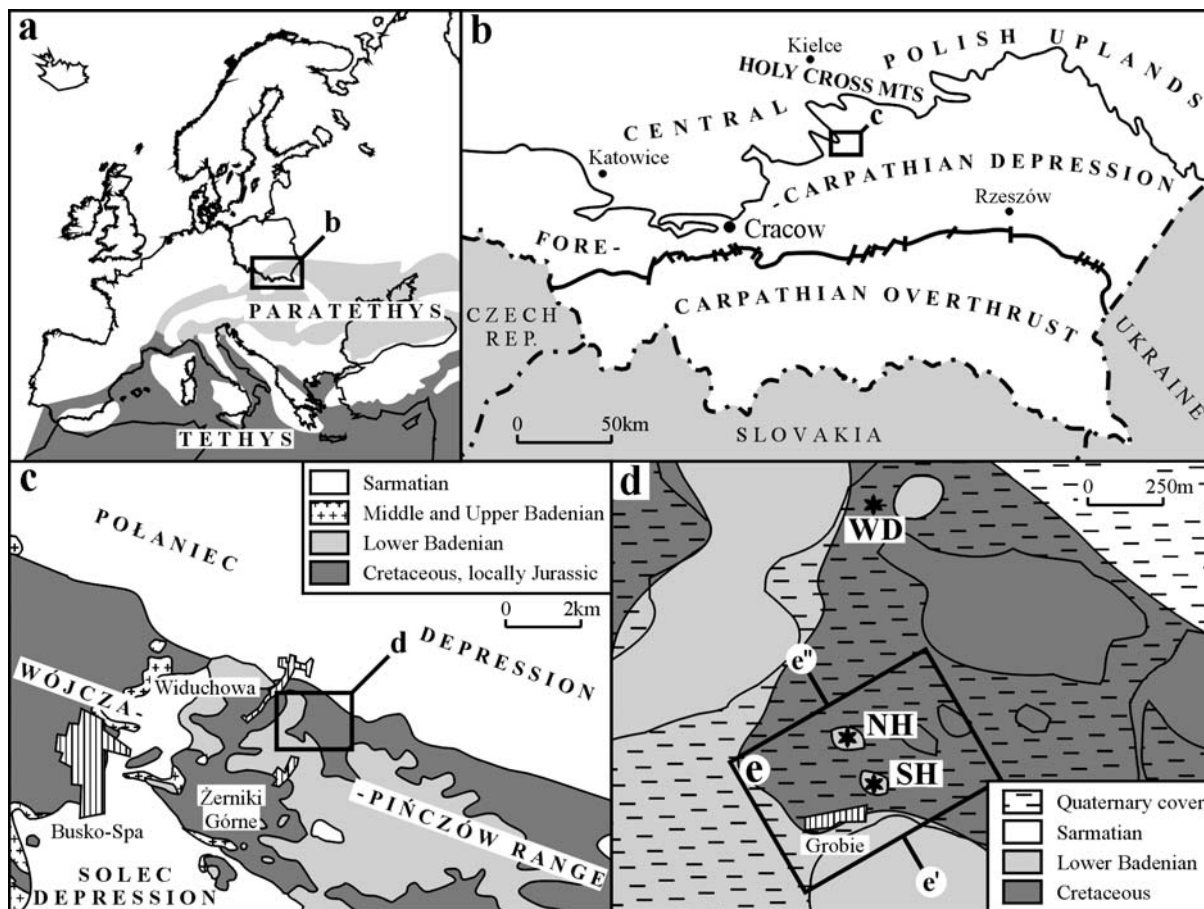 a
b
PARATETHYS
TETHYS
b
Kielce
POLISH UPLANDS
HOLY CROSS MTS
CENTRAL
c
Katowice
-CARPATHIAN DEPRESSION
Rzeszów
Cracow
FORE-
CARPATHIAN OVERTHRUST
CZECH
REP.
UKRAINE
0 50km
SLOVAKIA
c
Sarmatian
Middle and Upper Badenian
Lower Badenian
Cretaceous, locally Jurassic
0 2km
POŁANIEC
DEPRESSION
d
WÓJCZA-
Widuchowa
-PIŃCZÓW RANGE
Żerniki
Górne
Busko-Spa
SOLEC
DEPRESSION
d
0 250m
WD
e"
NH
e
SH
Grobie
e'
Quaternary cover
Sarmatian
Lower Badenian
Cretaceous